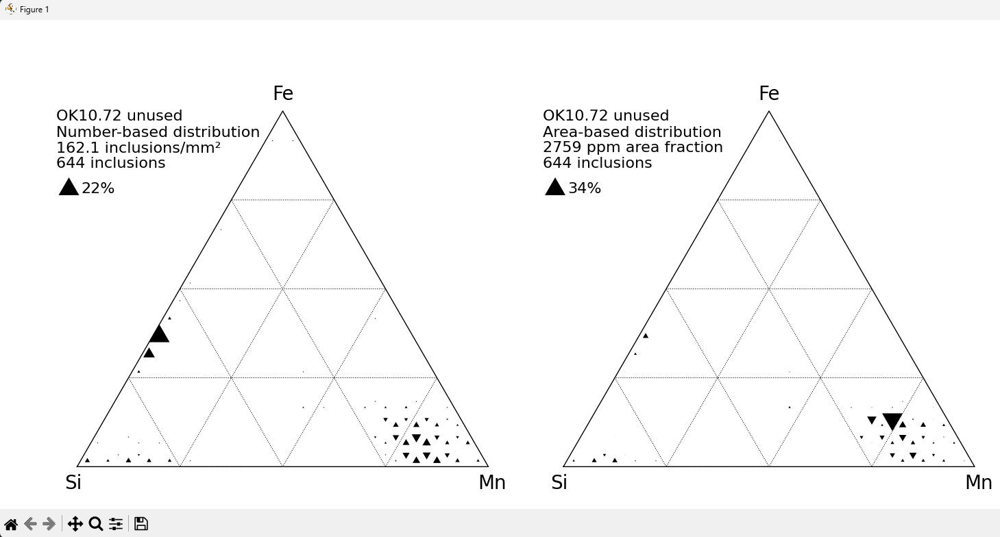 Figure 1
Fe
OK10.72 unused
Number-based distribution
162.1 inclusions/mm²
644 inclusions
22%
Si
Mn
Fe
OK10.72 unused
Area-based distribution
2759 ppm area fraction
644 inclusions
34%
Si
Mn